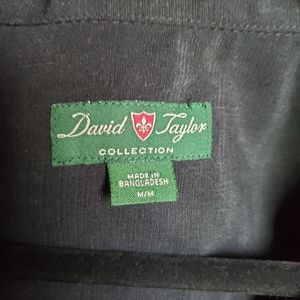 David Taylor
COLLECTION
MADE IN
BANGLADESH
M/M